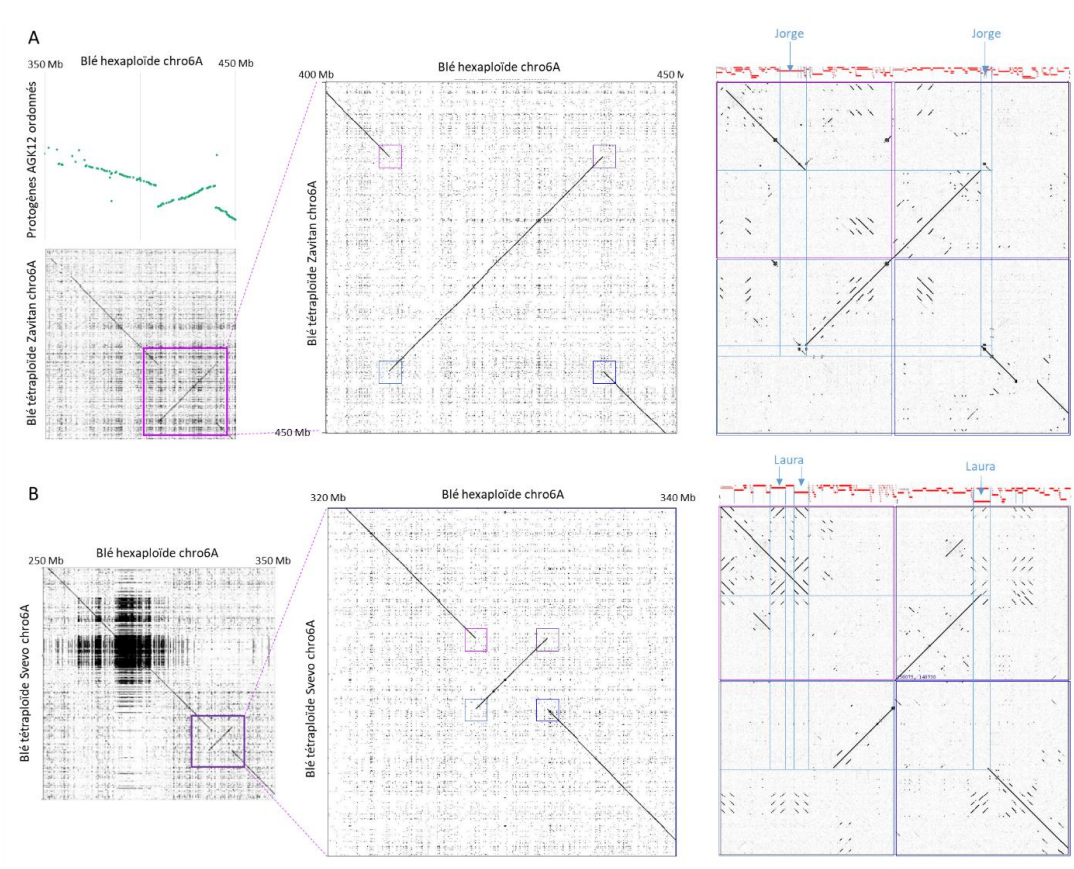 A
350 Mb
Blé hexaploïde chro6A
450 Mb
Protogènes AGK12 ordonnés
Blé tétraploïde Zavitan chro6A
400 Mb
Blé hexaploïde chro6A
450 M
Blé tétraploïde Zavitan chro6A
450 Mb
Jorge
Jorge
B
250 Mb
Blé hexaploïde chro6A
350 Mb
Blé tétraploïde Svevo chro6A
320 Mb
Blé hexaploïde chro6A
340 Mb
Blé tétraploïde Svevo chro6A
Laura
Laura